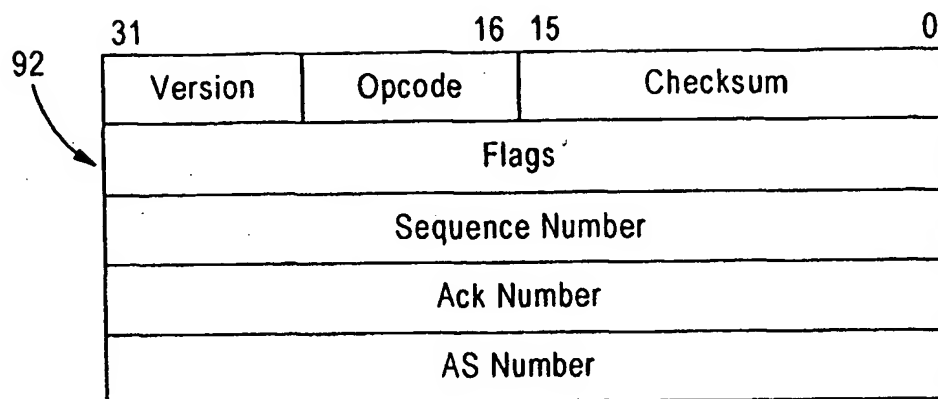 31 16 15 0
92
Version Opcode Checksum
Flags
Sequence Number
Ack Number
AS Number